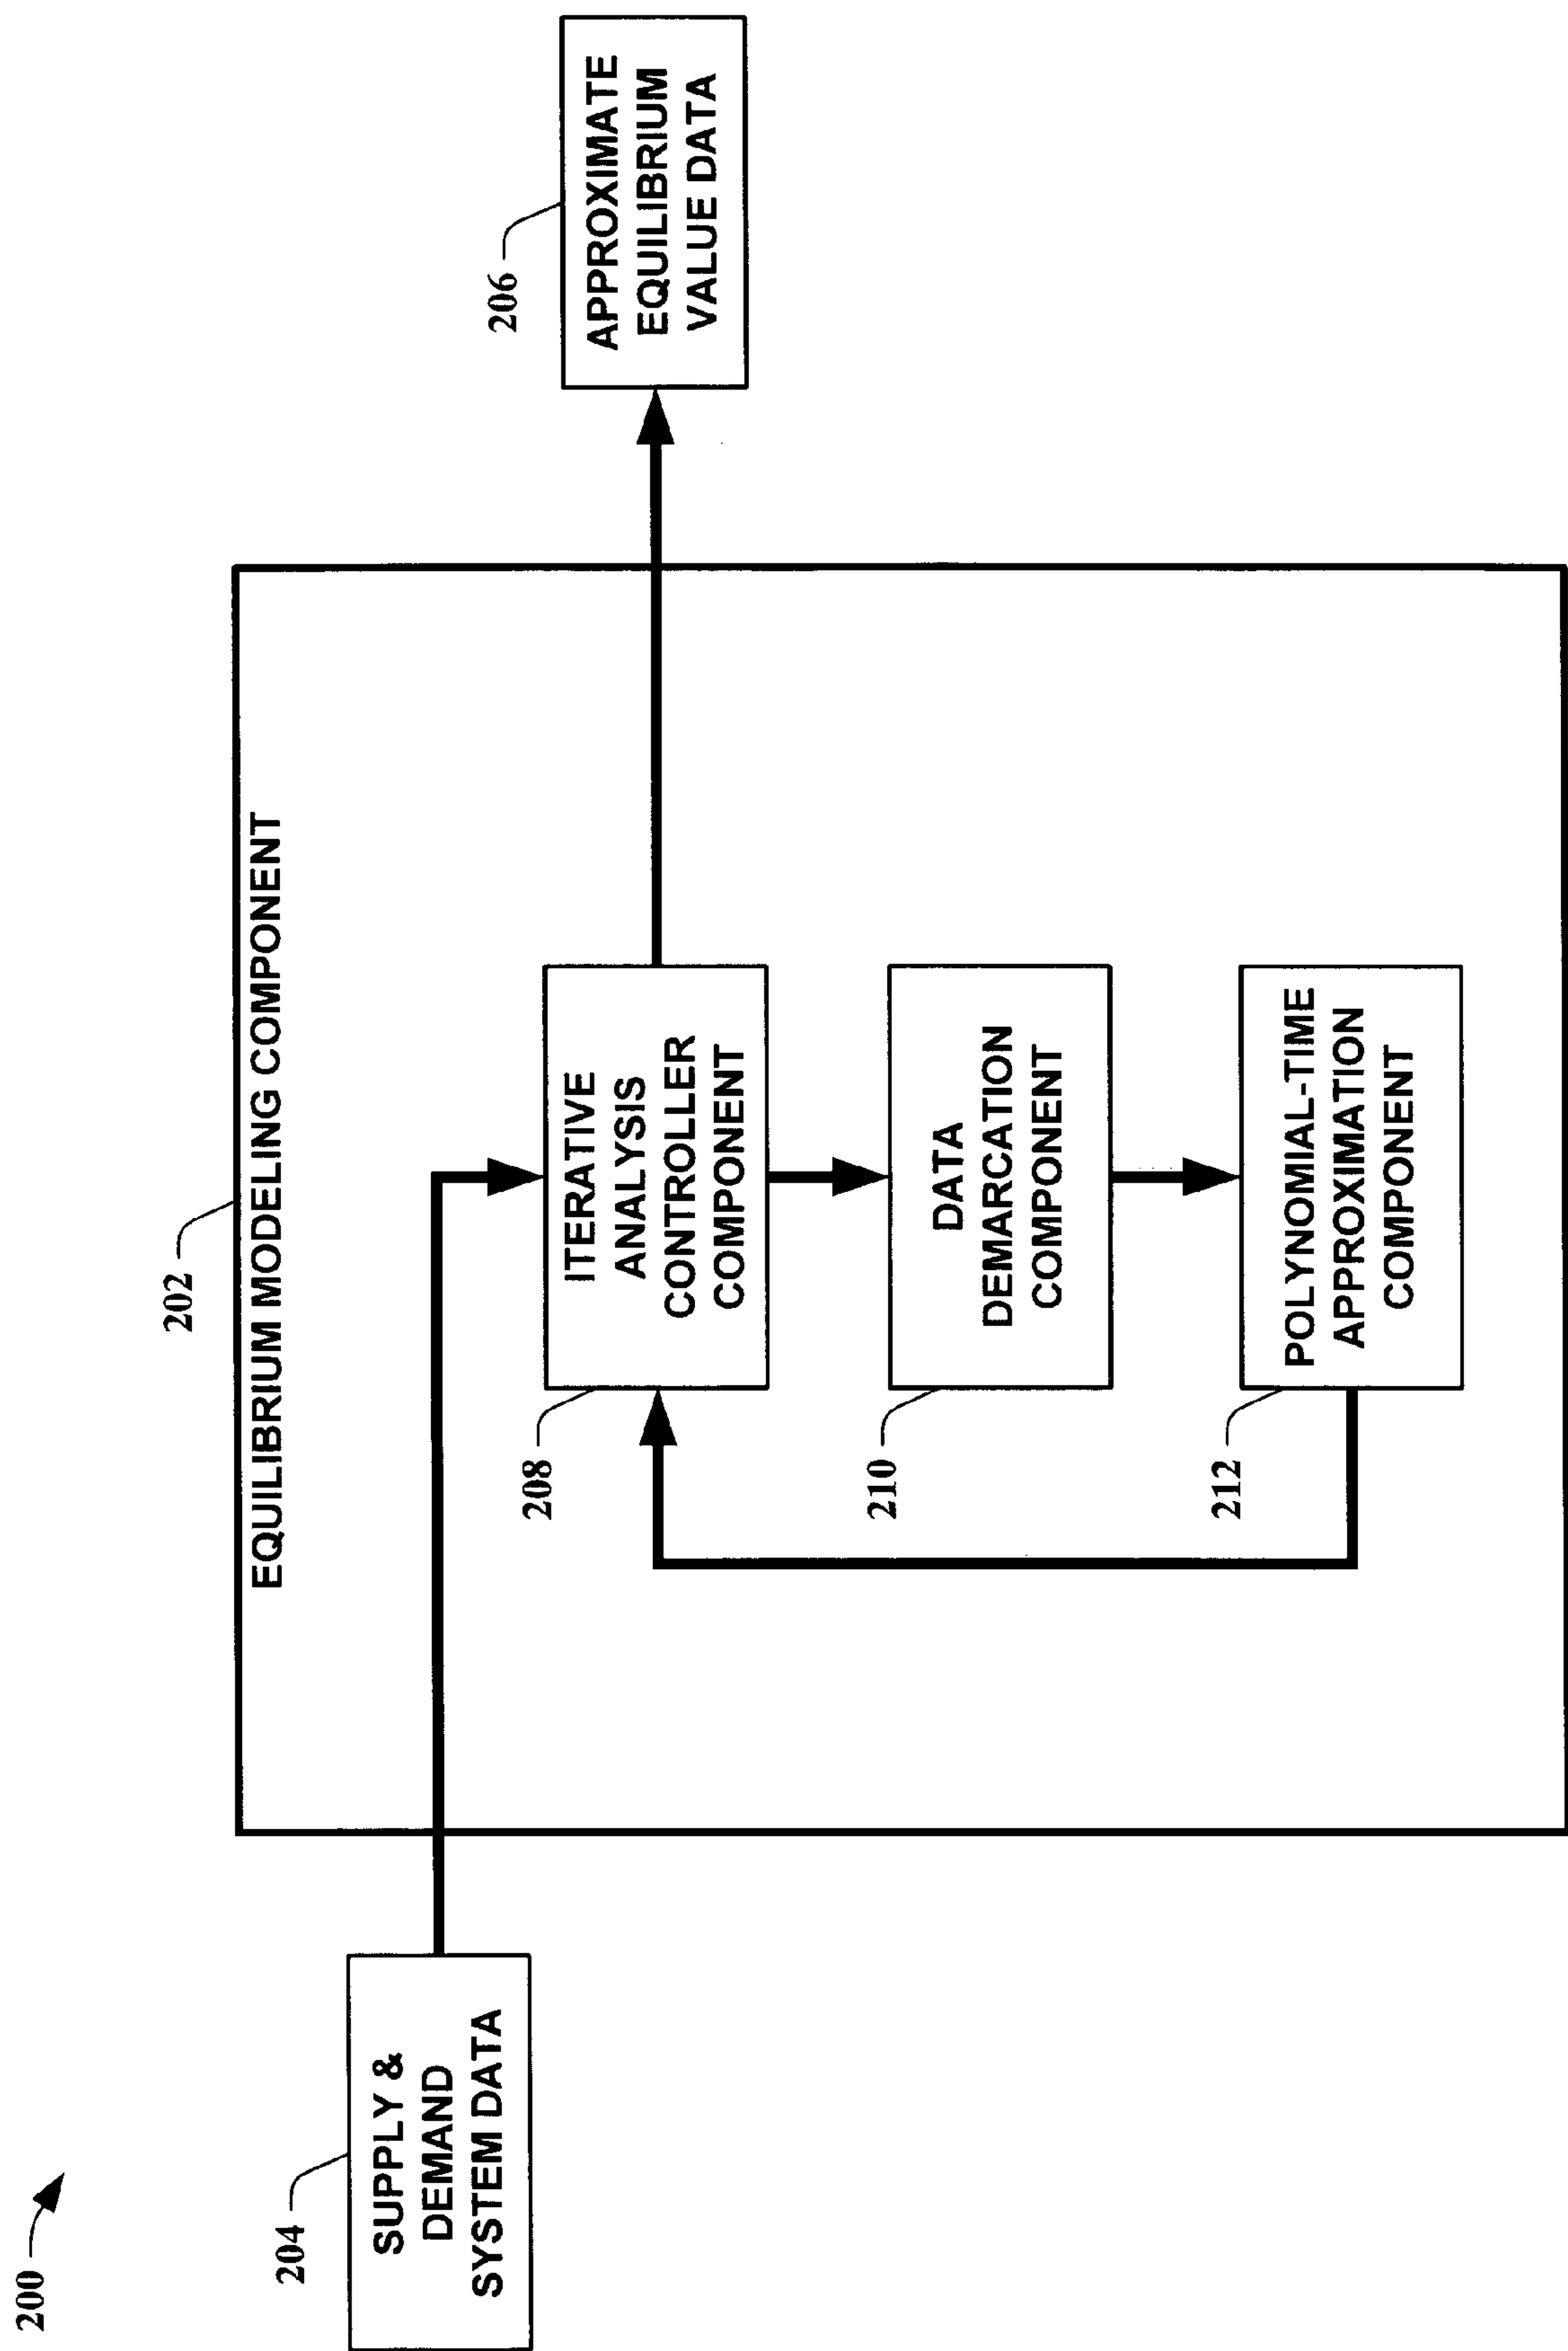 200
202
EQUILIBRIUM MODELING COMPONENT
204
SUPPLY &
DEMAND
SYSTEM DATA
208
ITERATIVE
ANALYSIS
CONTROLLER
COMPONENT
206
APPROXIMATE
EQUILIBRIUM
VALUE DATA
210
DATA
DEMARCATION
COMPONENT
212
POLYNOMIAL-TIME
APPROXIMATION
COMPONENT